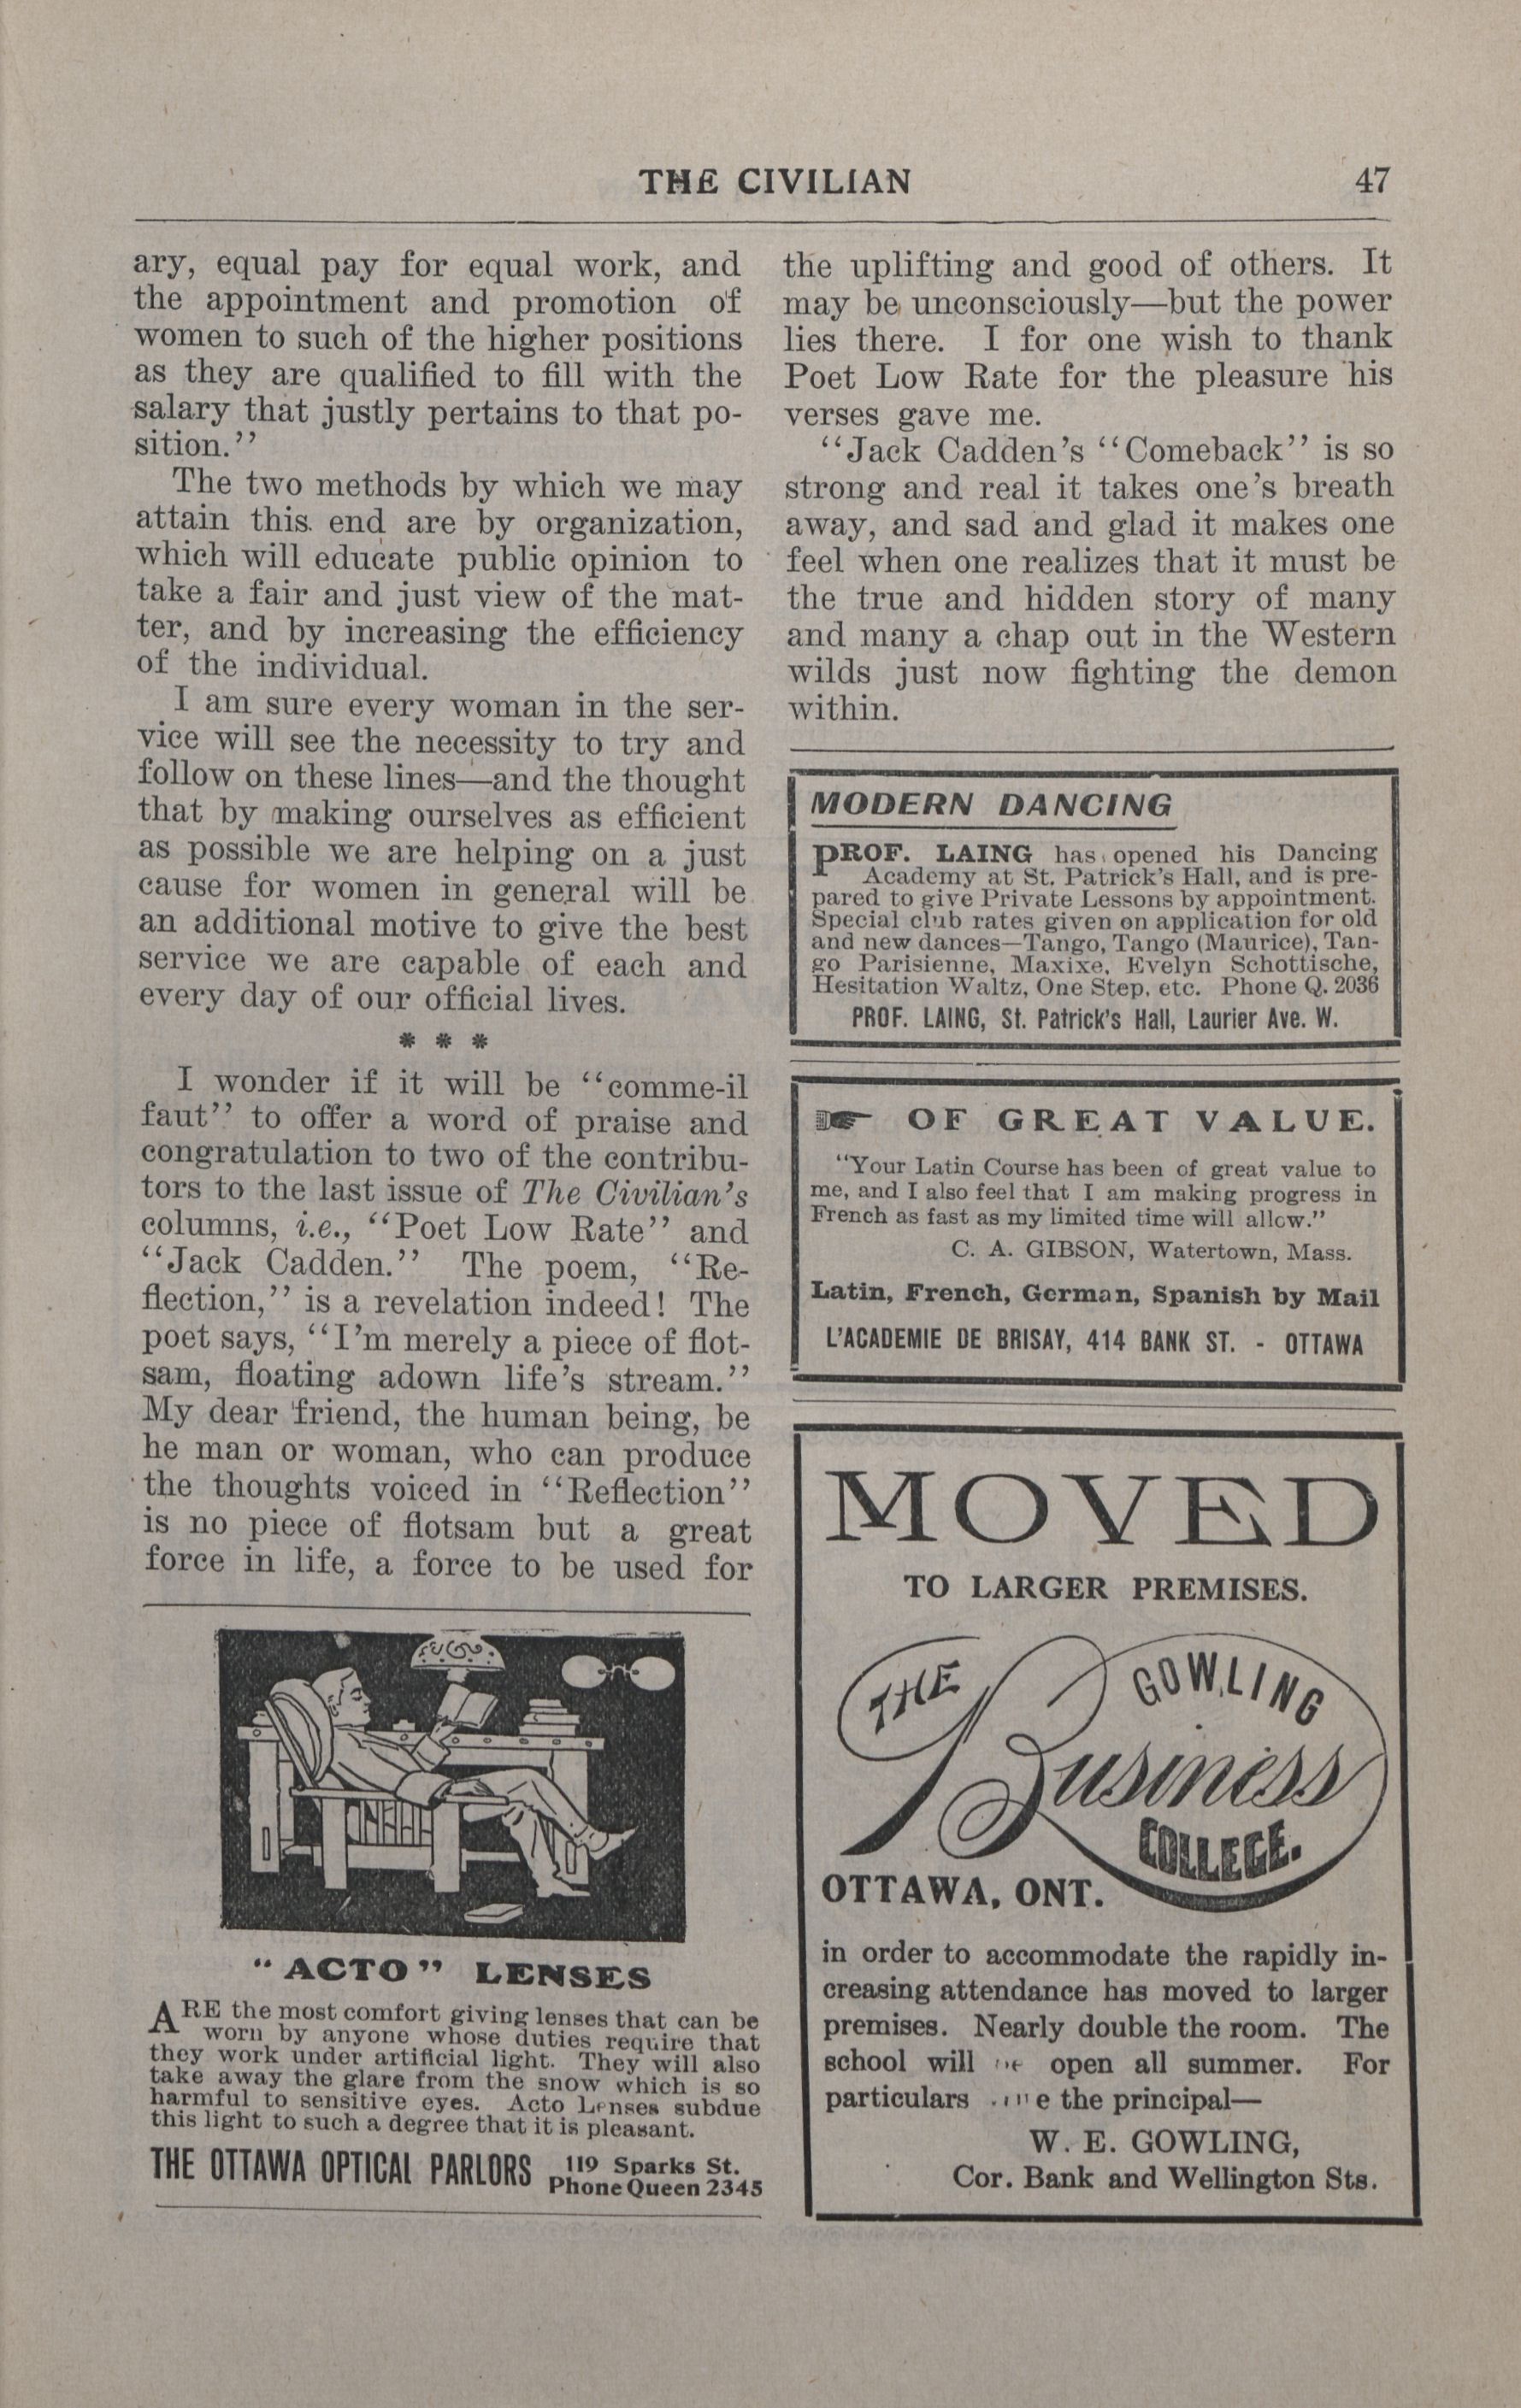 THE CIVILIAN
47
ary, equal pay for equal work, and
the appointment and promotion of
women to such of the higher positions
as they are qualified to fill with the
salary that justly pertains to that po-
sition.''
The two methods by which we may
attain this end are by organization,
which will educate public opinion to
take a fair and just view of the mat-
ter, and by increasing the efficiency
of the individual.
I am sure every woman in the ser-
vice will see the necessity to try and
follow on these lines—and the thought
that by making ourselves as efficient
as possible we are helping on a just
cause for women in general will be
an additional motive to give the best
service we are capable of each and
every day of our official lives.
* * *
I wonder if it will be ''comme-il
faut'' to offer a word of praise and
congratulation to two of the contribu-
tors to the last issue of The Civilian's
columns, i.e., ''Poet Low Rate'' and
''Jack Cadden.'' The poem, ''Re-
flection,'' is a revelation indeed! The
poet says, ''I'm merely a piece of flot-
sam, floating adown life's stream.''
My dear friend, the human being, be
he man or woman, who can produce
the thoughts voiced in ''Reflection''
is no piece of flotsam but a great
force in life, a force to be used for
"ACTO" LENSES
ARE the most comfort giving lenses that can be
worn by anyone whose duties require that
they work under artificial light. They will also
take away the glare from the snow which is so
harmful to sensitive eyes. Acto Lenses subdue
this light to such a degree that it is pleasant.
THE OTTAWA OPTICAL PARLORS 119 Sparks St.
Phone Queen 2345
the uplifting and good of others. It
may be unconsciously—but the power
lies there. I for one wish to thank
Poet Low Rate for the pleasure his
verses gave me.
''Jack Cadden's ''Comeback'' is so
strong and real it takes one's breath
away, and sad and glad it makes one
feel when one realizes that it must be
the true and hidden story of many
and many a chap out in the Western
wilds just now fighting the demon
within.
MODERN DANCING
PROF. LAING has opened his Dancing
Academy at St. Patrick's Hall, and is pre-
pared to give Private Lessons by appointment.
Special club rates given on application for old
and new dances—Tango, Tango (Maurice), Tan-
go Parisienne, Maxixe, Evelyn Schottische,
Hesitation Waltz, One Step, etc. Phone Q. 2036
PROF. LAING, St. Patrick's Hall, Laurier Ave. W.
☛ OF GREAT VALUE.
"Your Latin Course has been of great value to
me, and I also feel that I am making progress in
French as fast as my limited time will allow."
C. A. GIBSON, Watertown, Mass.
Latin, French, German, Spanish by Mail
L'ACADEMIE DE BRISAY, 414 BANK ST. - OTTAWA
MOVED
TO LARGER PREMISES.
THE GOWLING
Business
COLLEGE.
OTTAWA, ONT.
in order to accommodate the rapidly in-
creasing attendance has moved to larger
premises. Nearly double the room. The
school will be open all summer. For
particulars the principal—
W. E. GOWLING,
Cor. Bank and Wellington Sts.